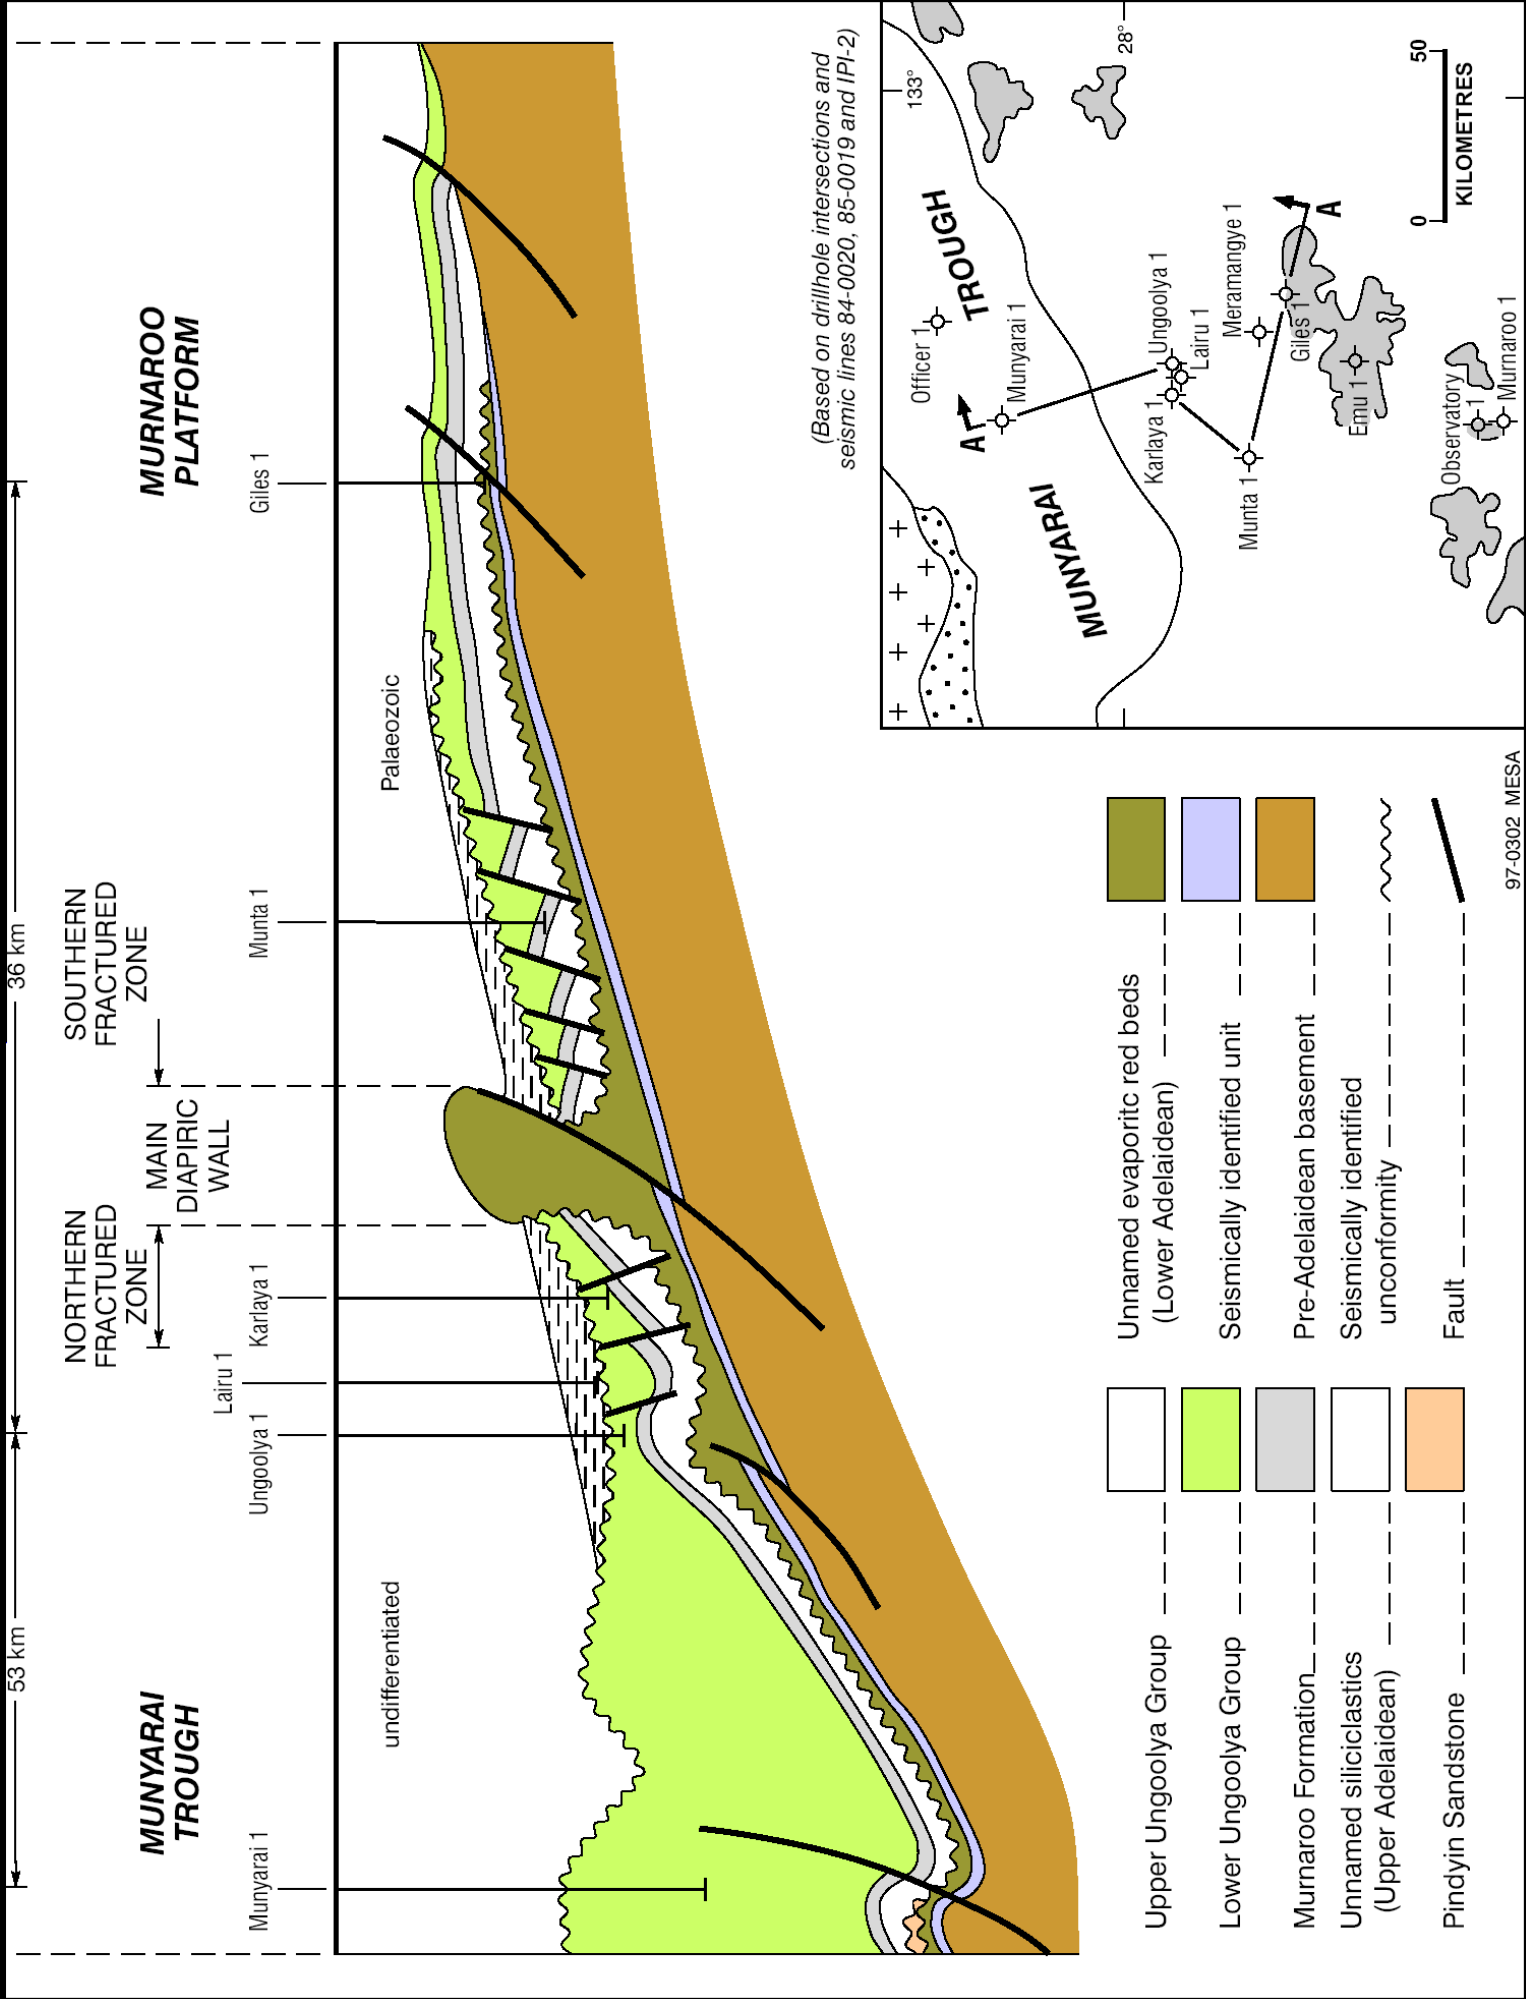 53 km
36 km
MUNYARAI
TROUGH
NORTHERN
FRACTURED
ZONE
MAIN
DIAPIRIC
WALL
SOUTHERN
FRACTURED
ZONE
MURNAROO
PLATFORM
Munyarai 1
Ungoolya 1
Lairu 1
Karlaya 1
Munta 1
Giles 1
undifferentiated
Palaeozoic
(Based on drillhole intersections and
seismic lines 84-0020, 85-0019 and IPI-2)
Upper Ungoolya Group
Lower Ungoolya Group
Murnaroo Formation
Unnamed siliciclastics
(Upper Adelaidean)
Pindyin Sandstone
Unnamed evaporitc red beds
(Lower Adelaidean)
Seismically identified unit
Pre-Adelaidean basement
Seismically identified
unconformity
Fault
133°
28°
MUNYARAI
TROUGH
Officer 1
A
Munyarai 1
Ungoolya 1
Lairu 1
Karlaya 1
Meramangye 1
Munta 1
Giles 1
A
Emu 1
Observatory
1
Murnaroo 1
0
50
KILOMETRES
97-0302 MESA